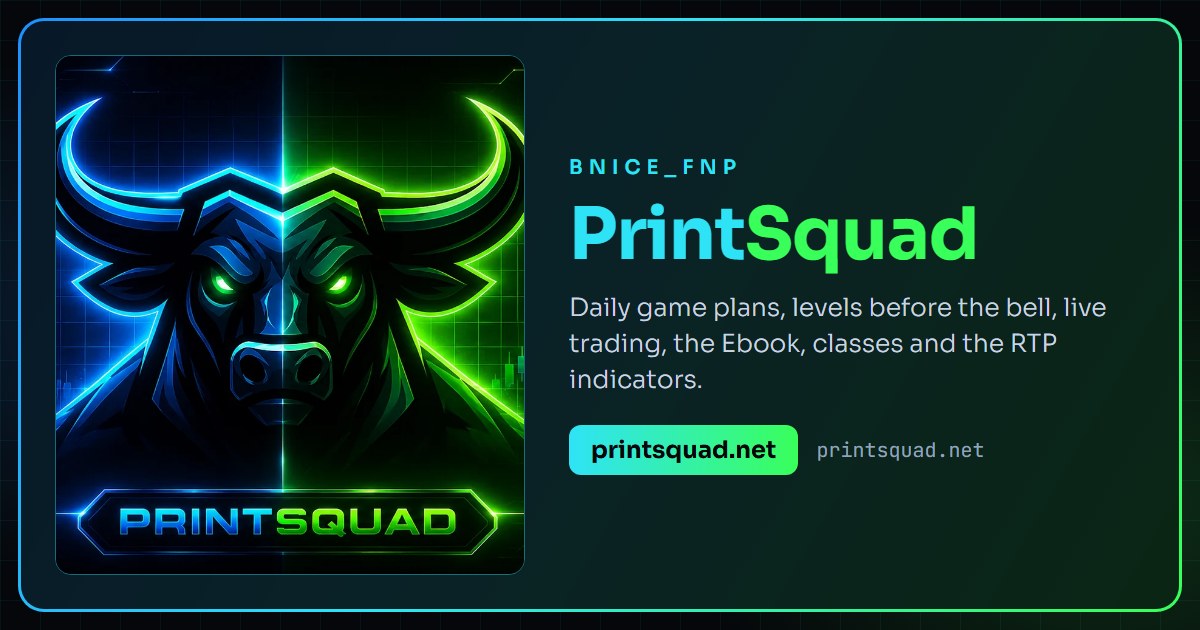 PRINTSQUAD
BNICE_FNP
PrintSquad
Daily game plans, levels before the bell, live
trading, the Ebook, classes and the RTP
indicators.
printsquad.net
printsquad.net